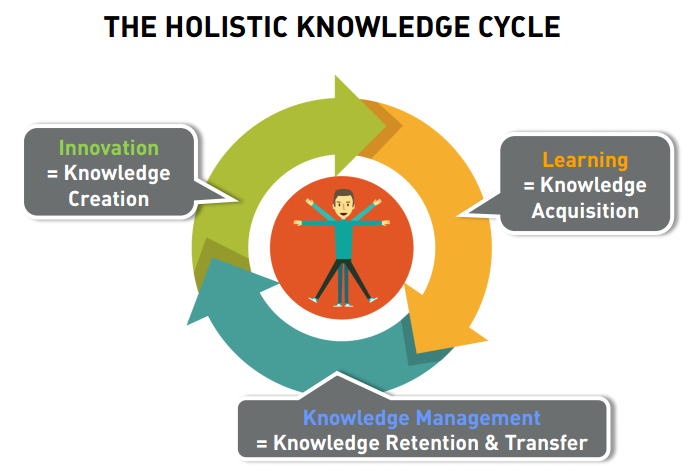 THE HOLISTIC KNOWLEDGE CYCLE
Innovation
= Knowledge
Creation
Learning
= Knowledge
Acquisition
Knowledge Management
= Knowledge Retention & Transfer